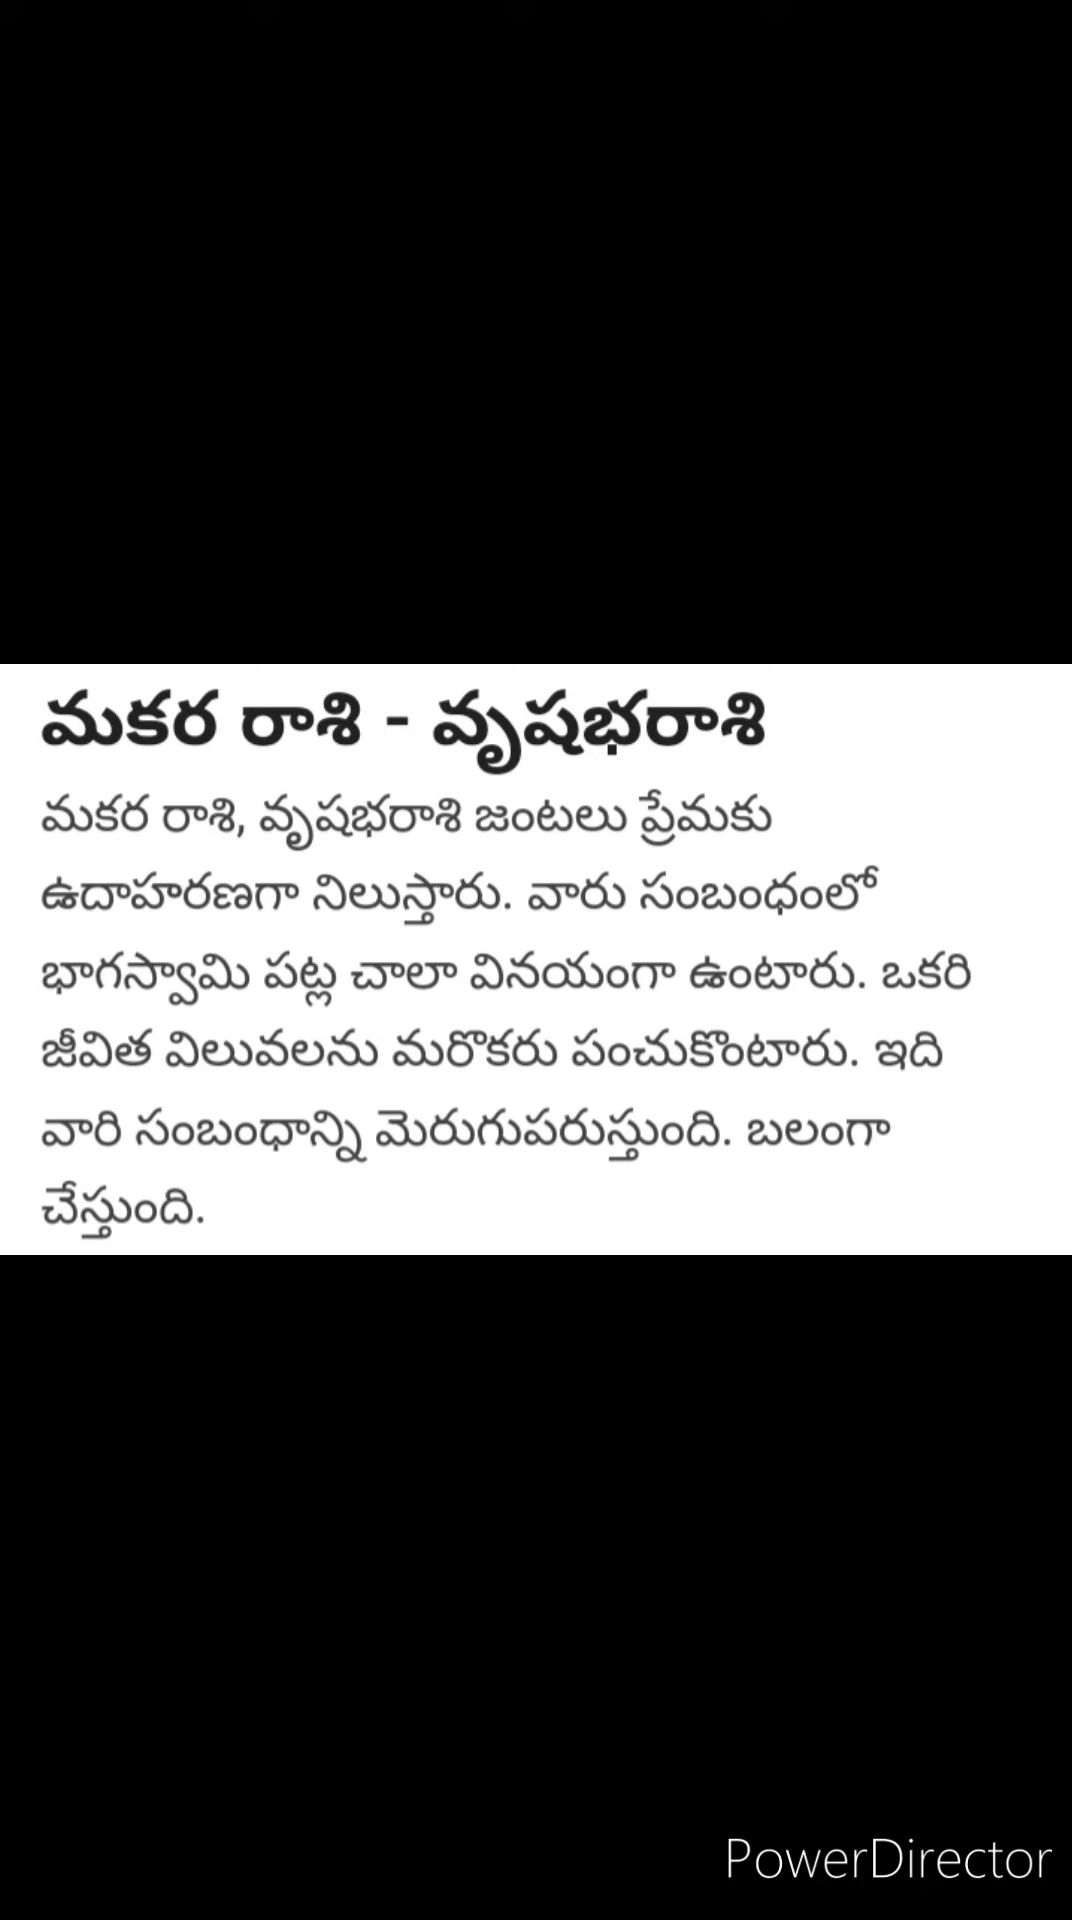 మకర రాశి - వృషభరాశి
మకర రాశి, వృషభరాశి జంటలు ప్రేమకు
ఉదాహరణగా నిలుస్తారు. వారు సంబంధంలో
భాగస్వామి పట్ల చాలా వినయంగా ఉంటారు. ఒకరి
జీవిత విలువలను మరొకరు పంచుకొంటారు. ఇది
వారి సంబంధాన్ని మెరుగుపరుస్తుంది. బలంగా
చేస్తుంది.
PowerDirector